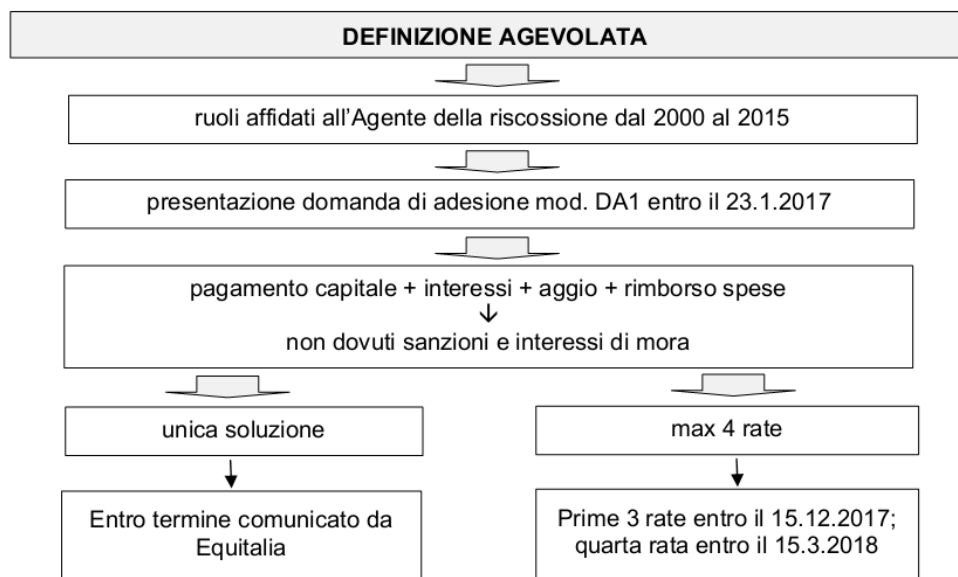 DEFINIZIONE AGEVOLATA
ruoli affidati all'Agente della riscossione dal 2000 al 2015
presentazione domanda di adesione mod. DA1 entro il 23.1.2017
pagamento capitale + interessi + aggio + rimborso spese
non dovuti sanzioni e interessi di mora
unica soluzione
max 4 rate
Entro termine comunicato da
Equitalia
Prime 3 rate entro il 15.12.2017;
quarta rata entro il 15.3.2018